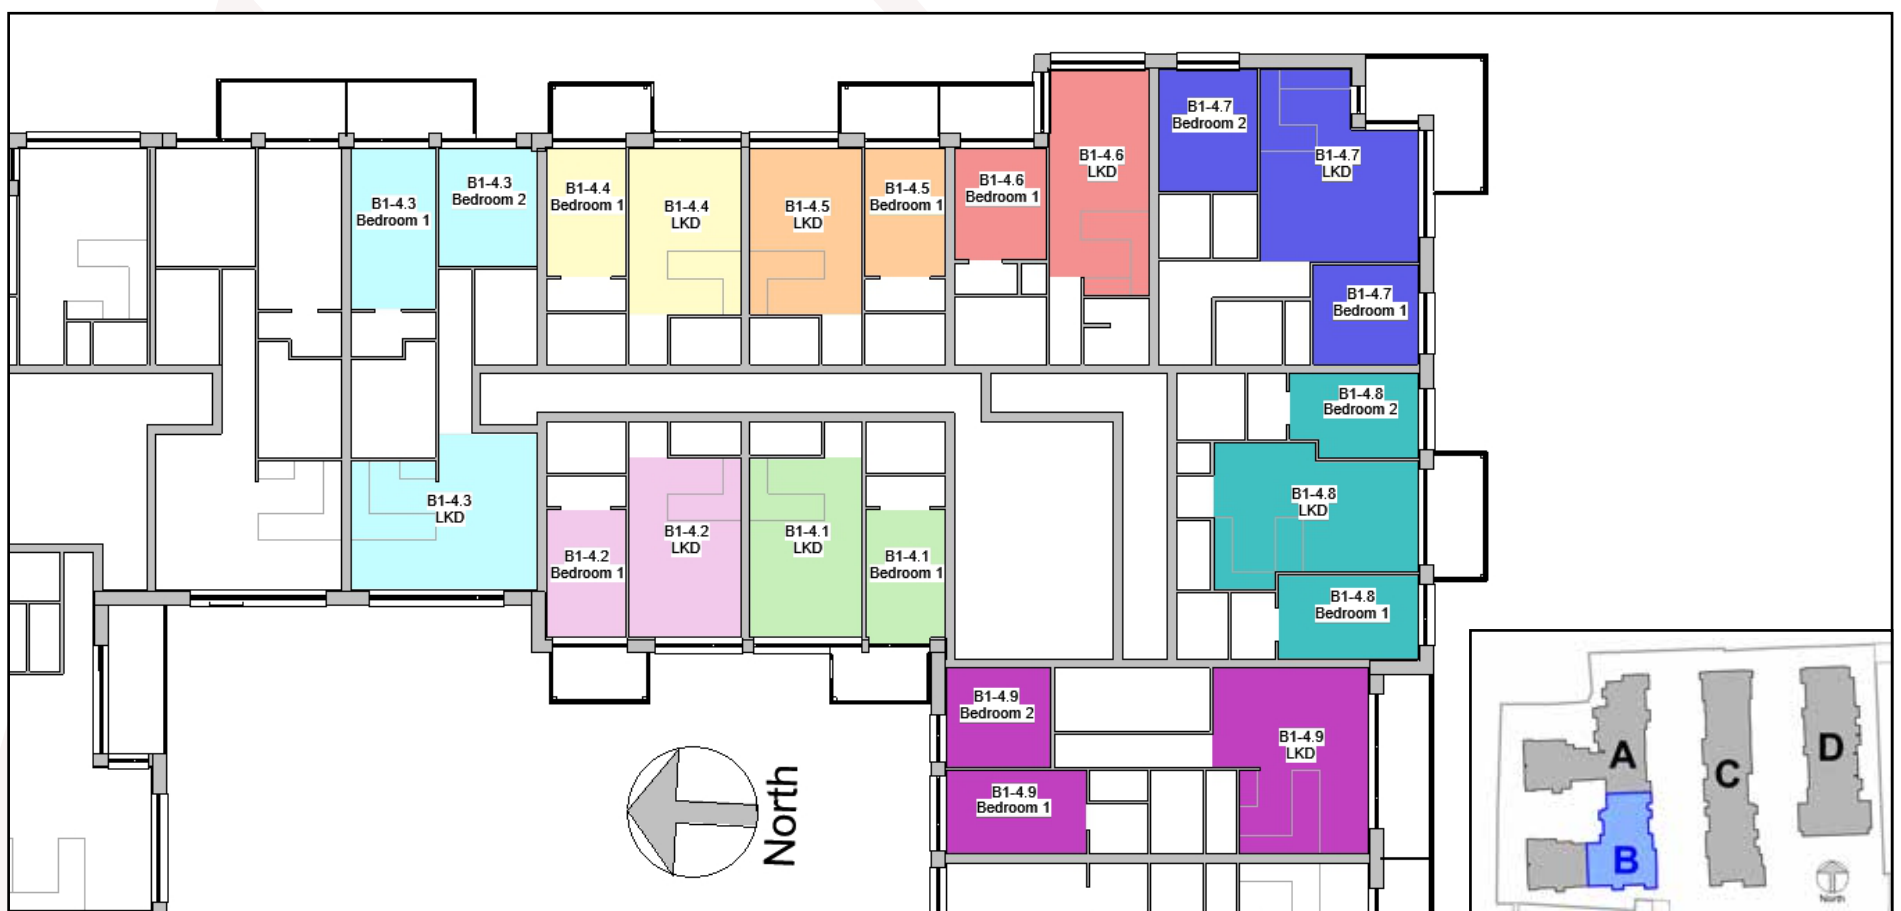 B1-4.7
Bedroom 2
B1-4.7
LKD
B1-4.6
LKD
B1-4.3
Bedroom 1
B1-4.3
Bedroom 2
B1-4.4
Bedroom 1
B1-4.4
LKD
B1-4.5
LKD
B1-4.5
Bedroom 1
B1-4.6
Bedroom 1
B1-4.7
Bedroom 1
B1-4.8
Bedroom 2
B1-4.3
LKD
B1-4.8
LKD
B1-4.2
Bedroom 1
B1-4.2
LKD
B1-4.1
LKD
B1-4.1
Bedroom 1
B1-4.8
Bedroom 1
B1-4.9
Bedroom 2
B1-4.9
LKD
B1-4.9
Bedroom 1
North
A
C
D
B
North